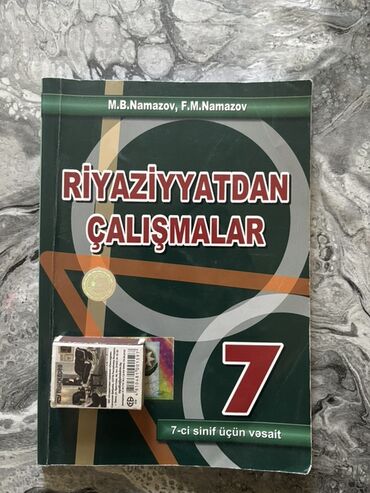 M.B.Namazov, F.M.Namazov
RİYAZİYYATDAN
ÇALIŞMALAR
7
7-ci sinif üçün vəsait